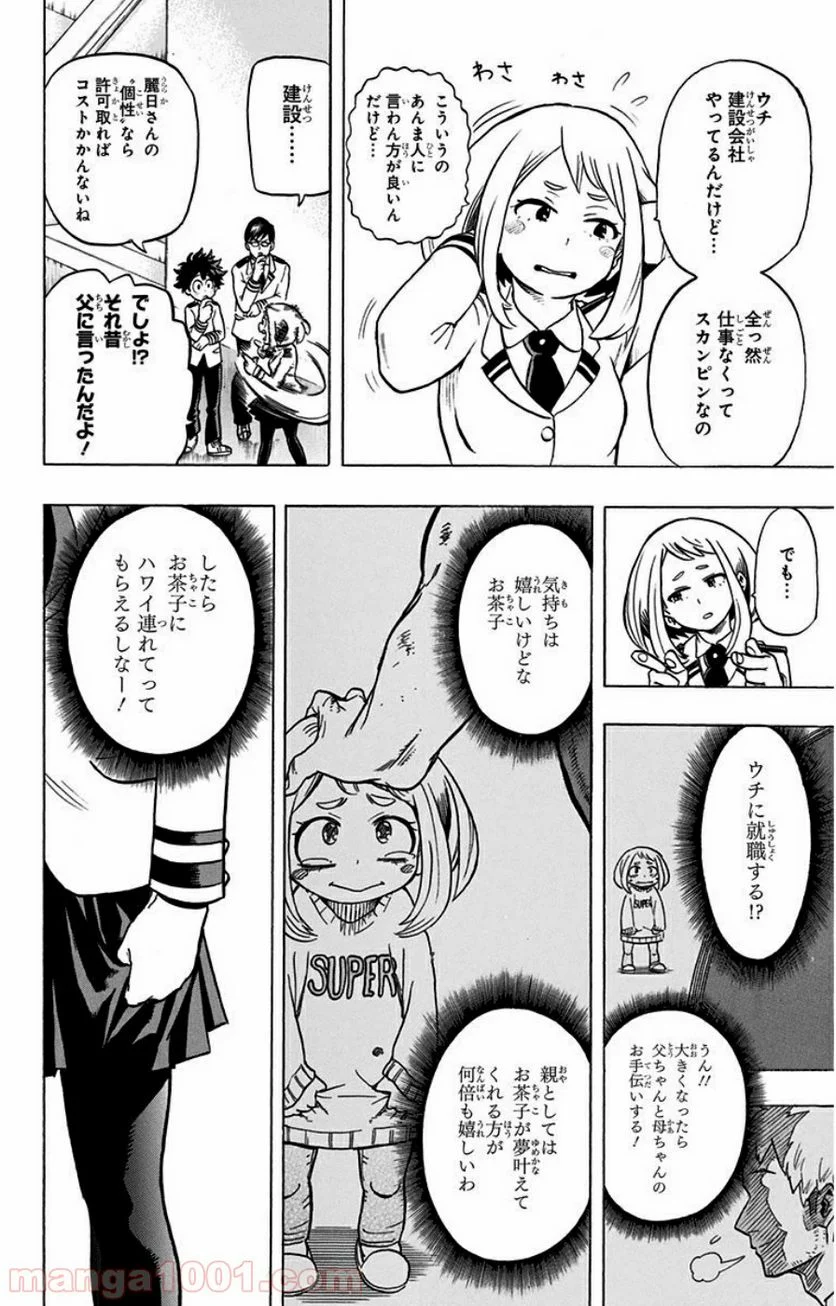 ウチ
建設会社
やってるんだけど…
全っ然
仕事なくって
スカンピンなの
わさ
わさ
こういうの
あんま人に
言わん方が良いん
だけど…
建設……
麗日さんの
“個性”なら
許可取れば
コストかかんないね
でしょ!?
それ昔
父に言ったんだよ!
でも…
ウチに就職する!?
うん!!
大きくなったら
父ちゃんと母ちゃんの
お手伝いする!
気持ちは
嬉しいけどな
お茶子
SUPER
親としては
お茶子が夢叶えて
くれる方が
何倍も嬉しいわ
したら
お茶子に
ハワイ連れてって
もらえるしなー!
manga1001.com